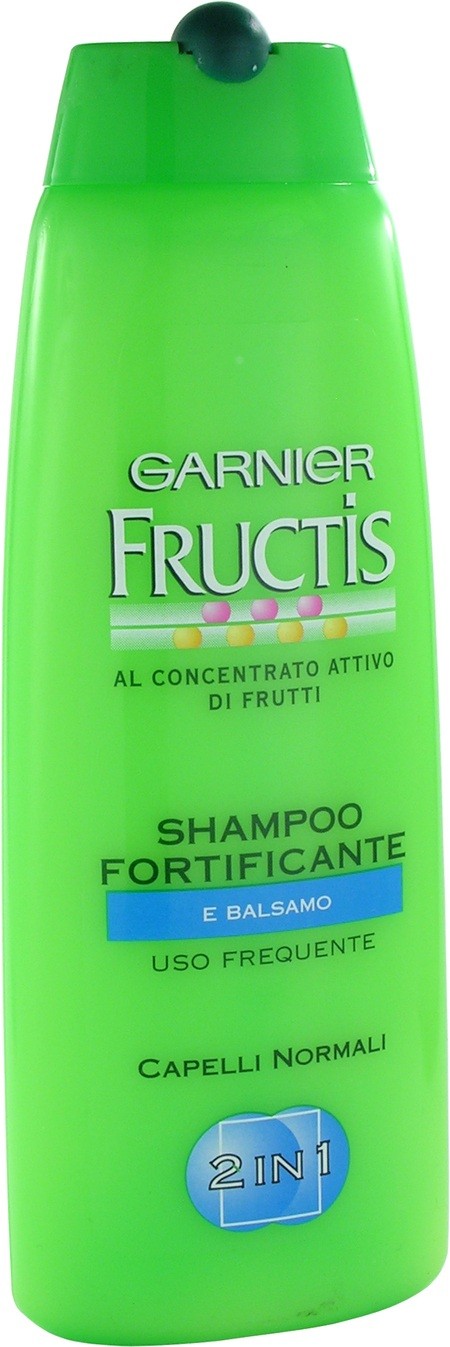 GARNIER
FRUCTIS
AL CONCENTRATO ATTIVO
DI FRUTTI
SHAMPOO
FORTIFICANTE
E BALSAMO
USO FREQUENTE
CAPELLI NORMALI
2 IN 1